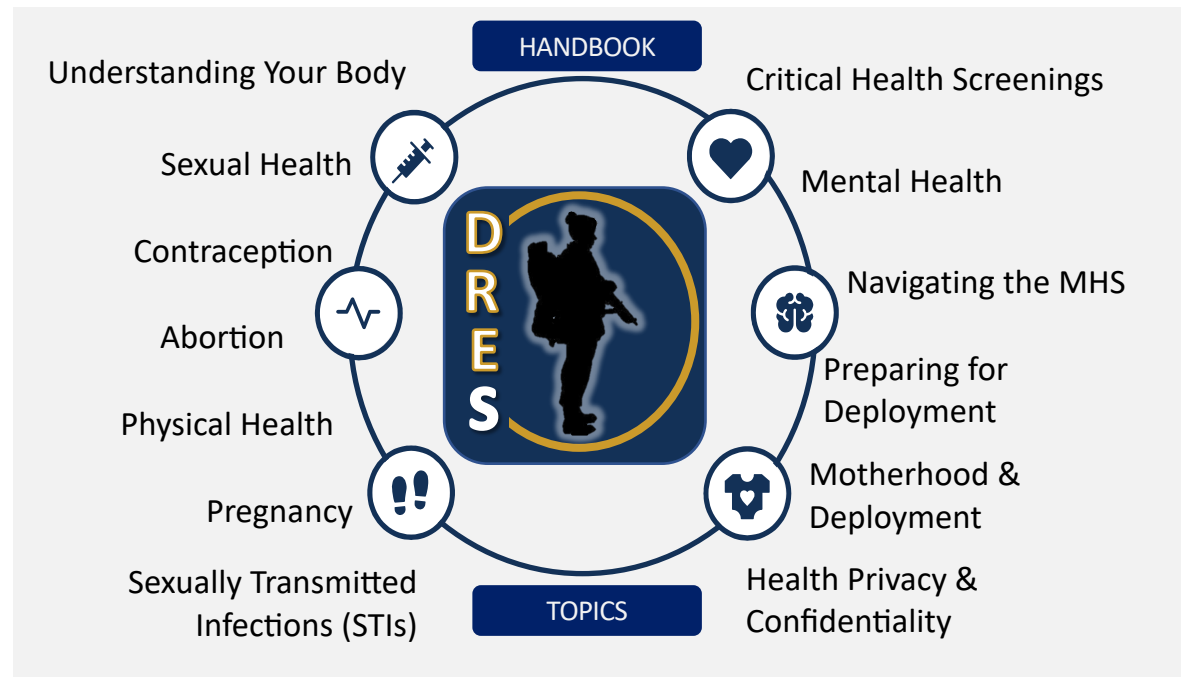 HANDBOOK
Understanding Your Body
Sexual Health
Contraception
Abortion
Physical Health
Pregnancy
Sexually Transmitted
Infections (STIs)
D
R
E
S
Critical Health Screenings
Mental Health
Navigating the MHS
Preparing for
Deployment
Motherhood &
Deployment
Health Privacy &
Confidentiality
TOPICS